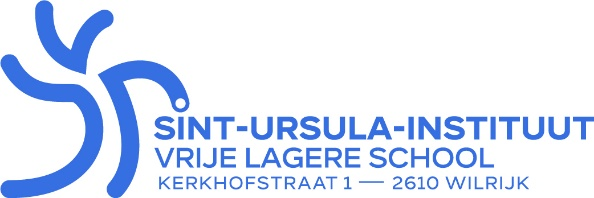 SINT-URSULA-INSTITUUT
VRIJE LAGERE SCHOOL
KERKHOFSTRAAT 1 — 2610 WILRIJK